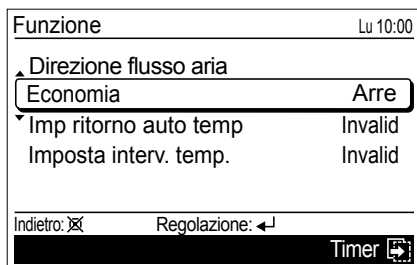 Funzione Lu 10:00
Direzione flusso aria
Economia Arre
Imp ritorno auto temp Invalid
Imposta interv. temp. Invalid
Indietro: Regolazione:
Timer